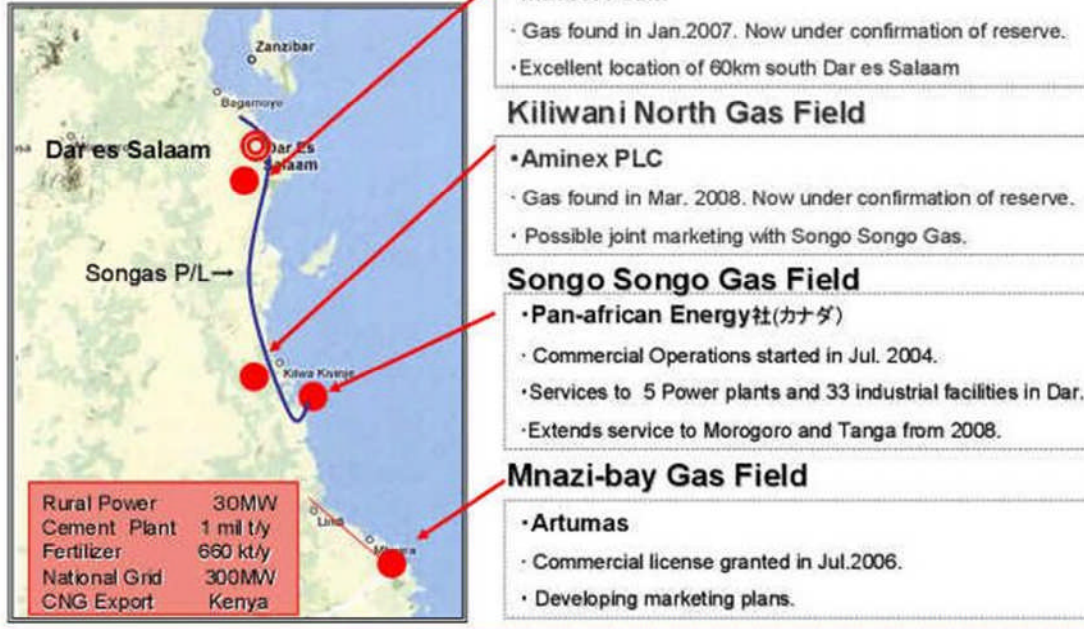 Zanzibar
Bagamoyo
Dar es Salaam
Dar Es
Salaam
Songas P/L→
Kilwa Kivinje
Lindi
Rural Power 30MW
Cement Plant 1 mil t/y
Fertilizer 660 kt/y
National Grid 300MW
CNG Export Kenya
· Gas found in Jan.2007. Now under confirmation of reserve.
·Excellent location of 60km south Dar es Salaam
Kiliwani North Gas Field
·Aminex PLC
· Gas found in Mar. 2008. Now under confirmation of reserve.
· Possible joint marketing with Songo Songo Gas.
Songo Songo Gas Field
·Pan-african Energy社(カナダ)
· Commercial Operations started in Jul. 2004.
·Services to 5 Power plants and 33 industrial facilities in Dar.
·Extends service to Morogoro and Tanga from 2008.
Mnazi-bay Gas Field
·Artumas
· Commercial license granted in Jul.2006.
· Developing marketing plans.